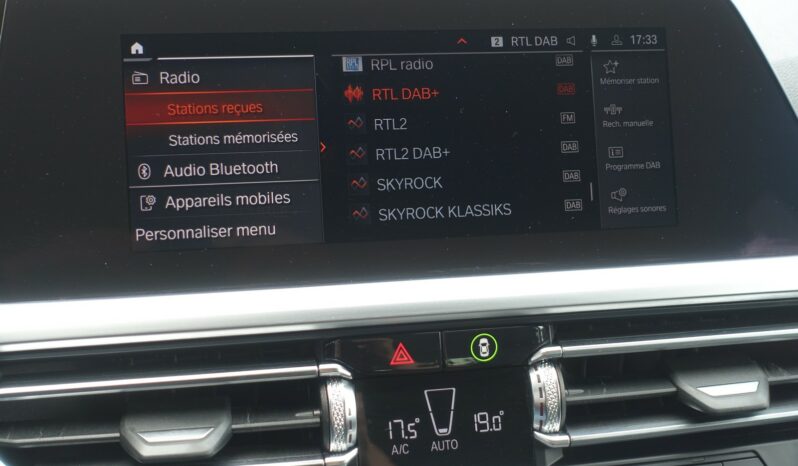 2 RTL DAB 17:33
Radio
Stations reçues
Stations mémorisées
Audio Bluetooth
Appareils mobiles
Personnaliser menu
RPL radio DAB
RTL DAB+ DAB
RTL2 FM
RTL2 DAB+ DAB
SKYROCK DAB
SKYROCK KLASSIKS DAB
Mémoriser station
Rech. manuelle
Programme DAB
Réglages sonores
17.5° 19.0°
A/C AUTO